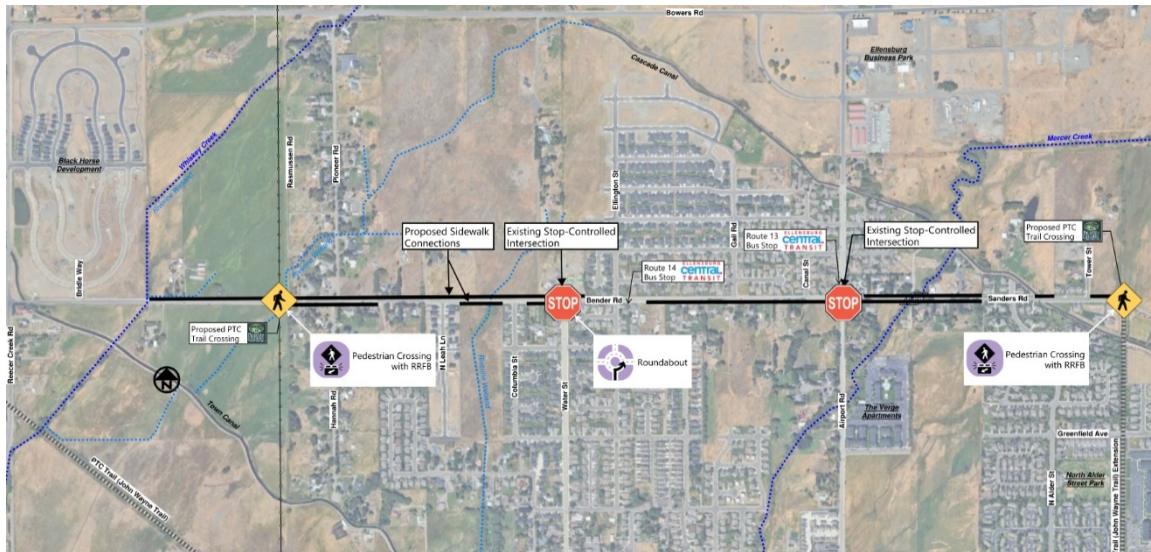 Bowers Rd
Ellensburg
Business Park
Cascade Canal
Whiskey Creek
Rasmussen Rd
Pioneer Rd
Mercer Creek
Black Horse
Development
Ellington St
Gail Rd
Proposed Sidewalk
Connections
Existing Stop-Controlled
Intersection
Route 13
Bus Stop
ELLENSBURG
CENTRAL
TRANSIT
Canal St
Existing Stop-Controlled
Intersection
Proposed PTC
Trail Crossing
Tower St
Route 14
Bus Stop
ELLENSBURG
CENTRAL
TRANSIT
Bridle Way
STOP
Bender Rd
STOP
Sanders Rd
Reecer Creek Rd
Proposed PTC
Trail Crossing
N Leah Ln
Pedestrian Crossing
with RRFB
Roundabout
Pedestrian Crossing
with RRFB
N
Town Canal
Hannah Rd
Columbia St
Water St
Airport Rd
The Verge
Apartments
Greenfield Ave
N Alder St
North Alder
Street Park
PTC Trail (John Wayne Trail)
Trail (John Wayne Trail) Extension